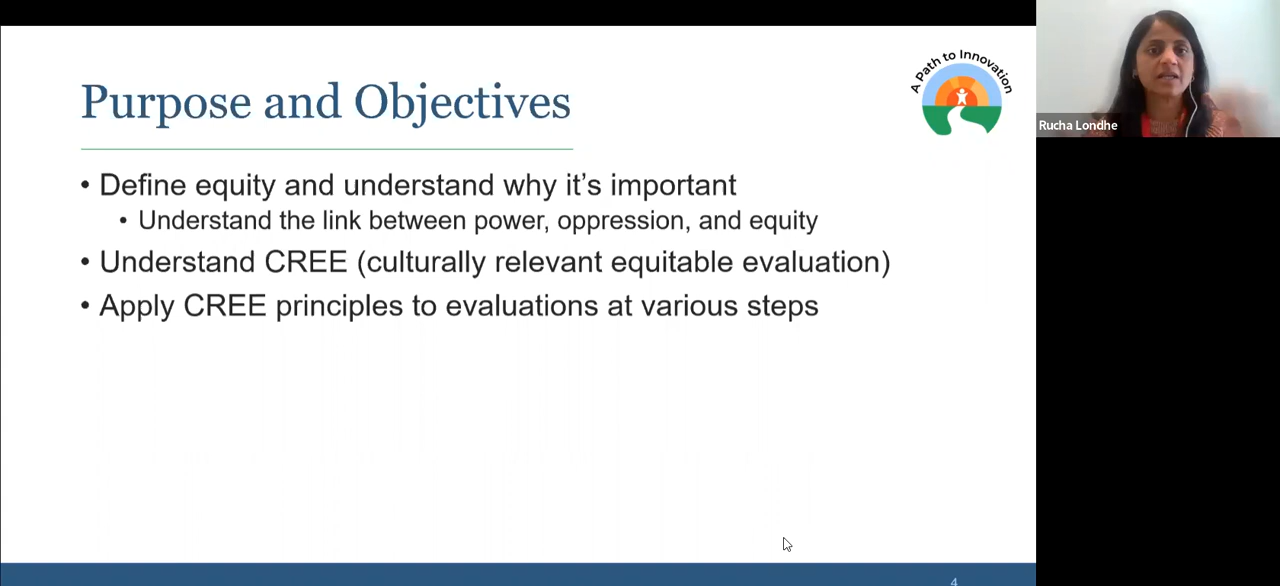 A Path to Innovation
Purpose and Objectives
• Define equity and understand why it’s important
• Understand the link between power, oppression, and equity
• Understand CREE (culturally relevant equitable evaluation)
• Apply CREE principles to evaluations at various steps
4
Rucha Londhe